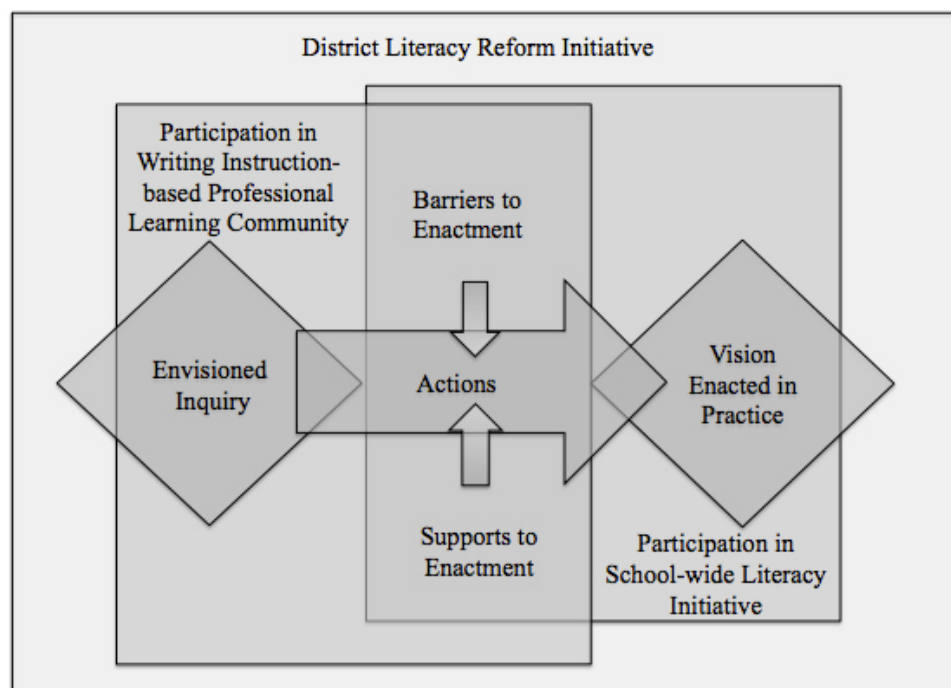 District Literacy Reform Initiative
Participation in
Writing Instruction-
based Professional
Learning Community
Barriers to
Enactment
Envisioned
Inquiry
Actions
Vision
Enacted in
Practice
Supports to
Enactment
Participation in
School-wide Literacy
Initiative